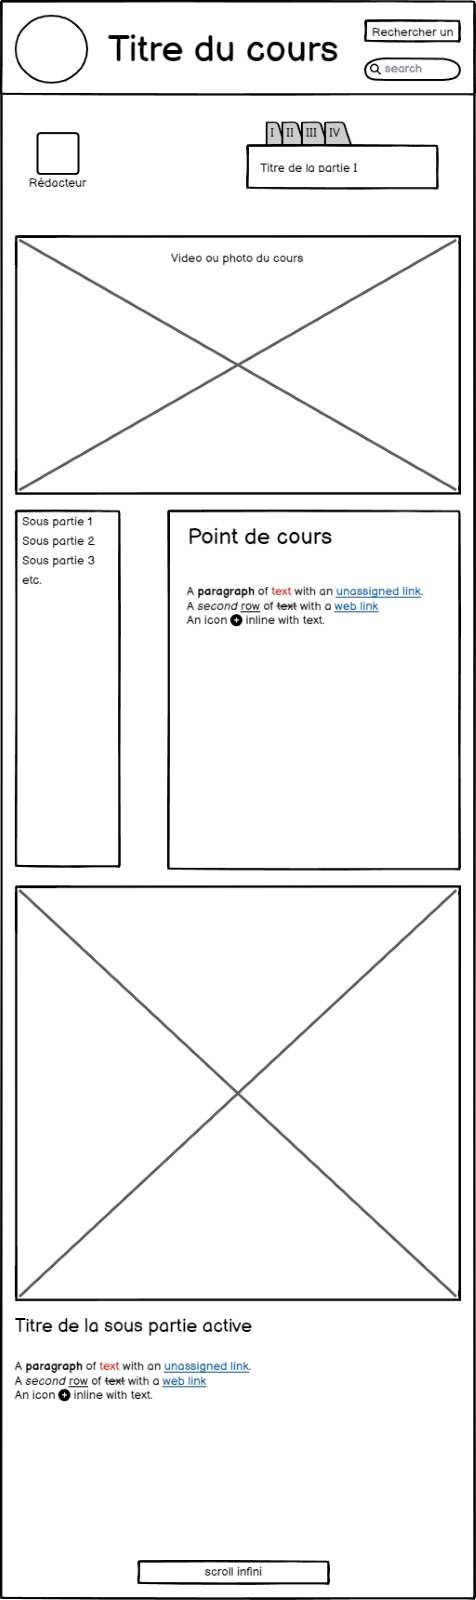 Titre du cours
Rechercher un
search
Rédacteur
I II III IV
Titre de la partie I
Video ou photo du cours
Sous partie 1
Sous partie 2
Sous partie 3
etc.
Point de cours
A paragraph of text with an unassigned link.
A second row of text with a web link
An icon inline with text.
Titre de la sous partie active
A paragraph of text with an unassigned link.
A second row of text with a web link
An icon inline with text.
scroll infini